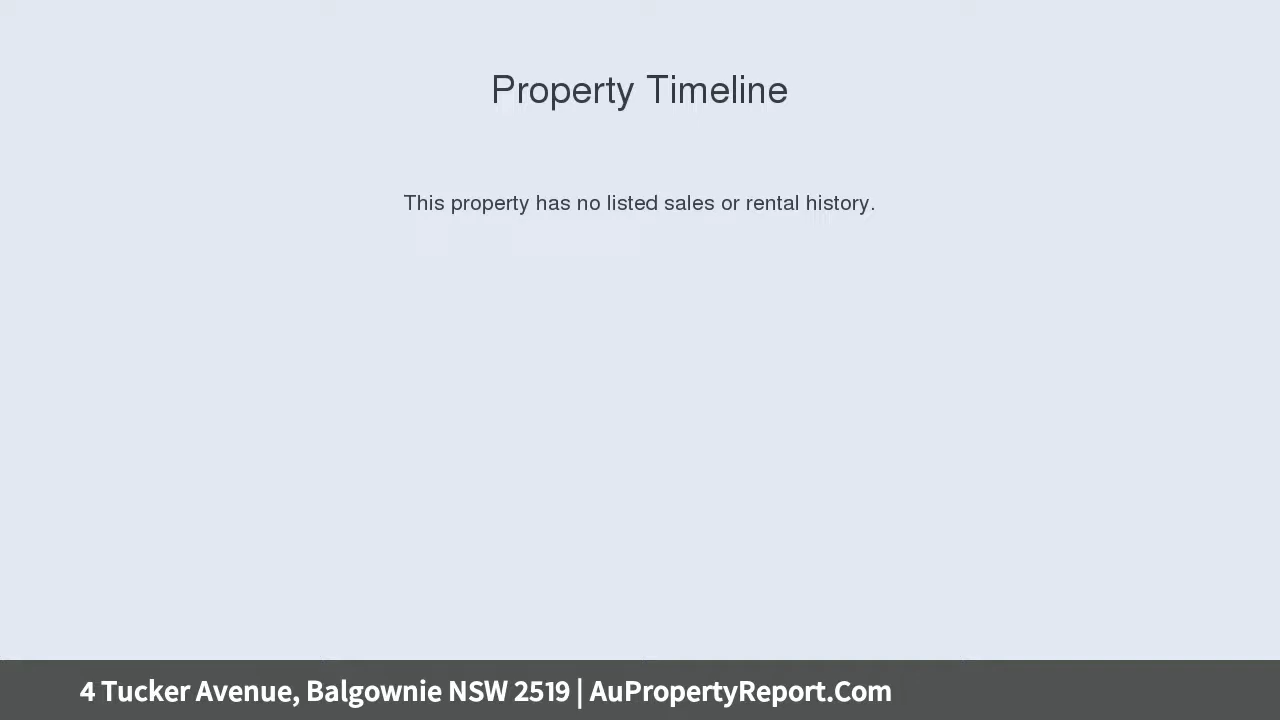 Property Timeline
This property has no listed sales or rental history.
4 Tucker Avenue, Balgownie NSW 2519 | AuPropertyReport.Com